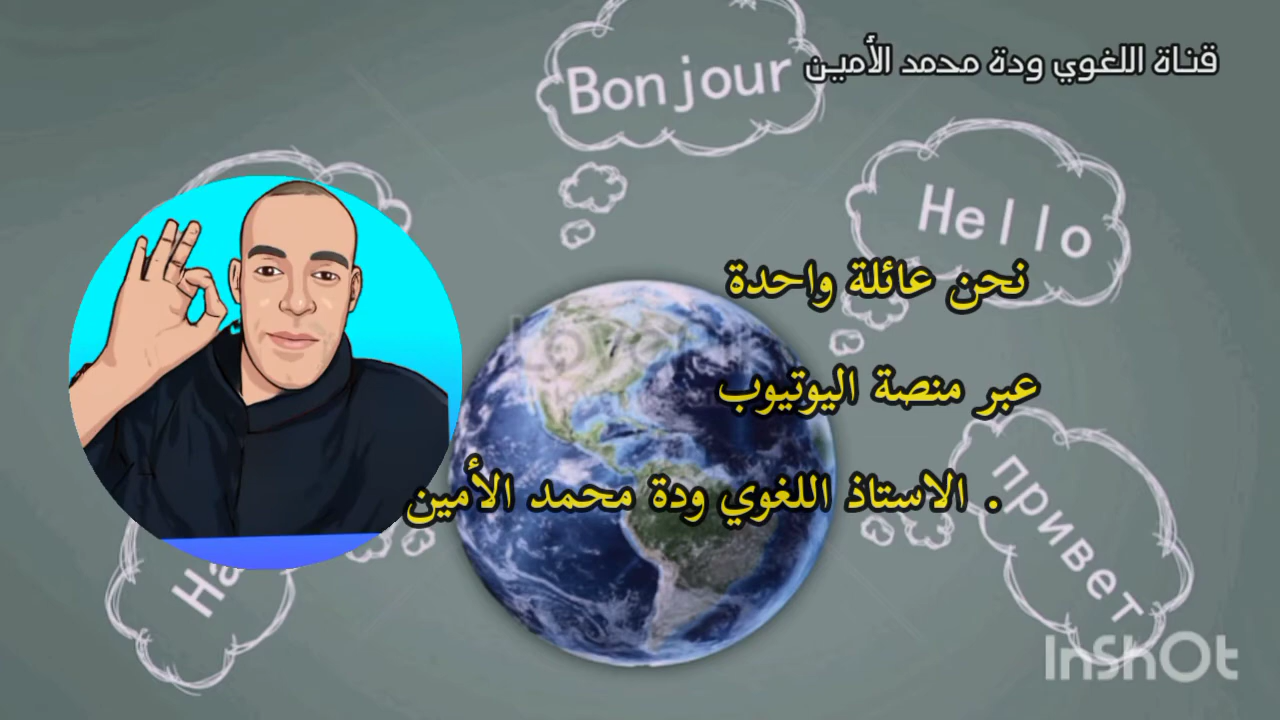 Bonjour
قناة اللغوي ودة محمد الأمين
Hello
نحن عائلة واحدة
عبر منصة اليوتيوب
الاستاذ اللغوي ودة محمد الأمين .
привет
InShOt